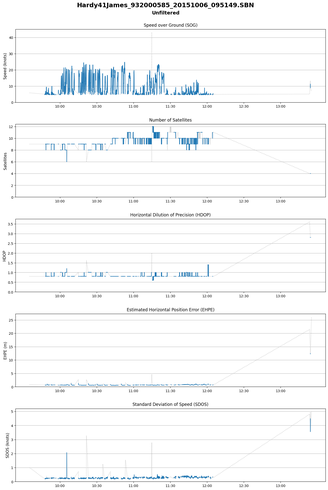 Hardy41James_932000585_20151006_095149.SBN
Unfiltered
Speed over Ground (SOG)
Speed (knots)
40
30
20
10
0
10:00 10:30 11:00 11:30 12:00 12:30 13:00
Number of Satellites
Satellites
12
10
8
6
4
2
0
10:00 10:30 11:00 11:30 12:00 12:30 13:00
Horizontal Dilution of Precision (HDOP)
HDOP
3.5
3.0
2.5
2.0
1.5
1.0
0.5
0.0
10:00 10:30 11:00 11:30 12:00 12:30 13:00
Estimated Horizontal Position Error (EHPE)
EHPE (m)
25
20
15
10
5
0
10:00 10:30 11:00 11:30 12:00 12:30 13:00
Standard Deviation of Speed (SDOS)
SDOS (knots)
5
4
3
2
1
0
10:00 10:30 11:00 11:30 12:00 12:30 13:00